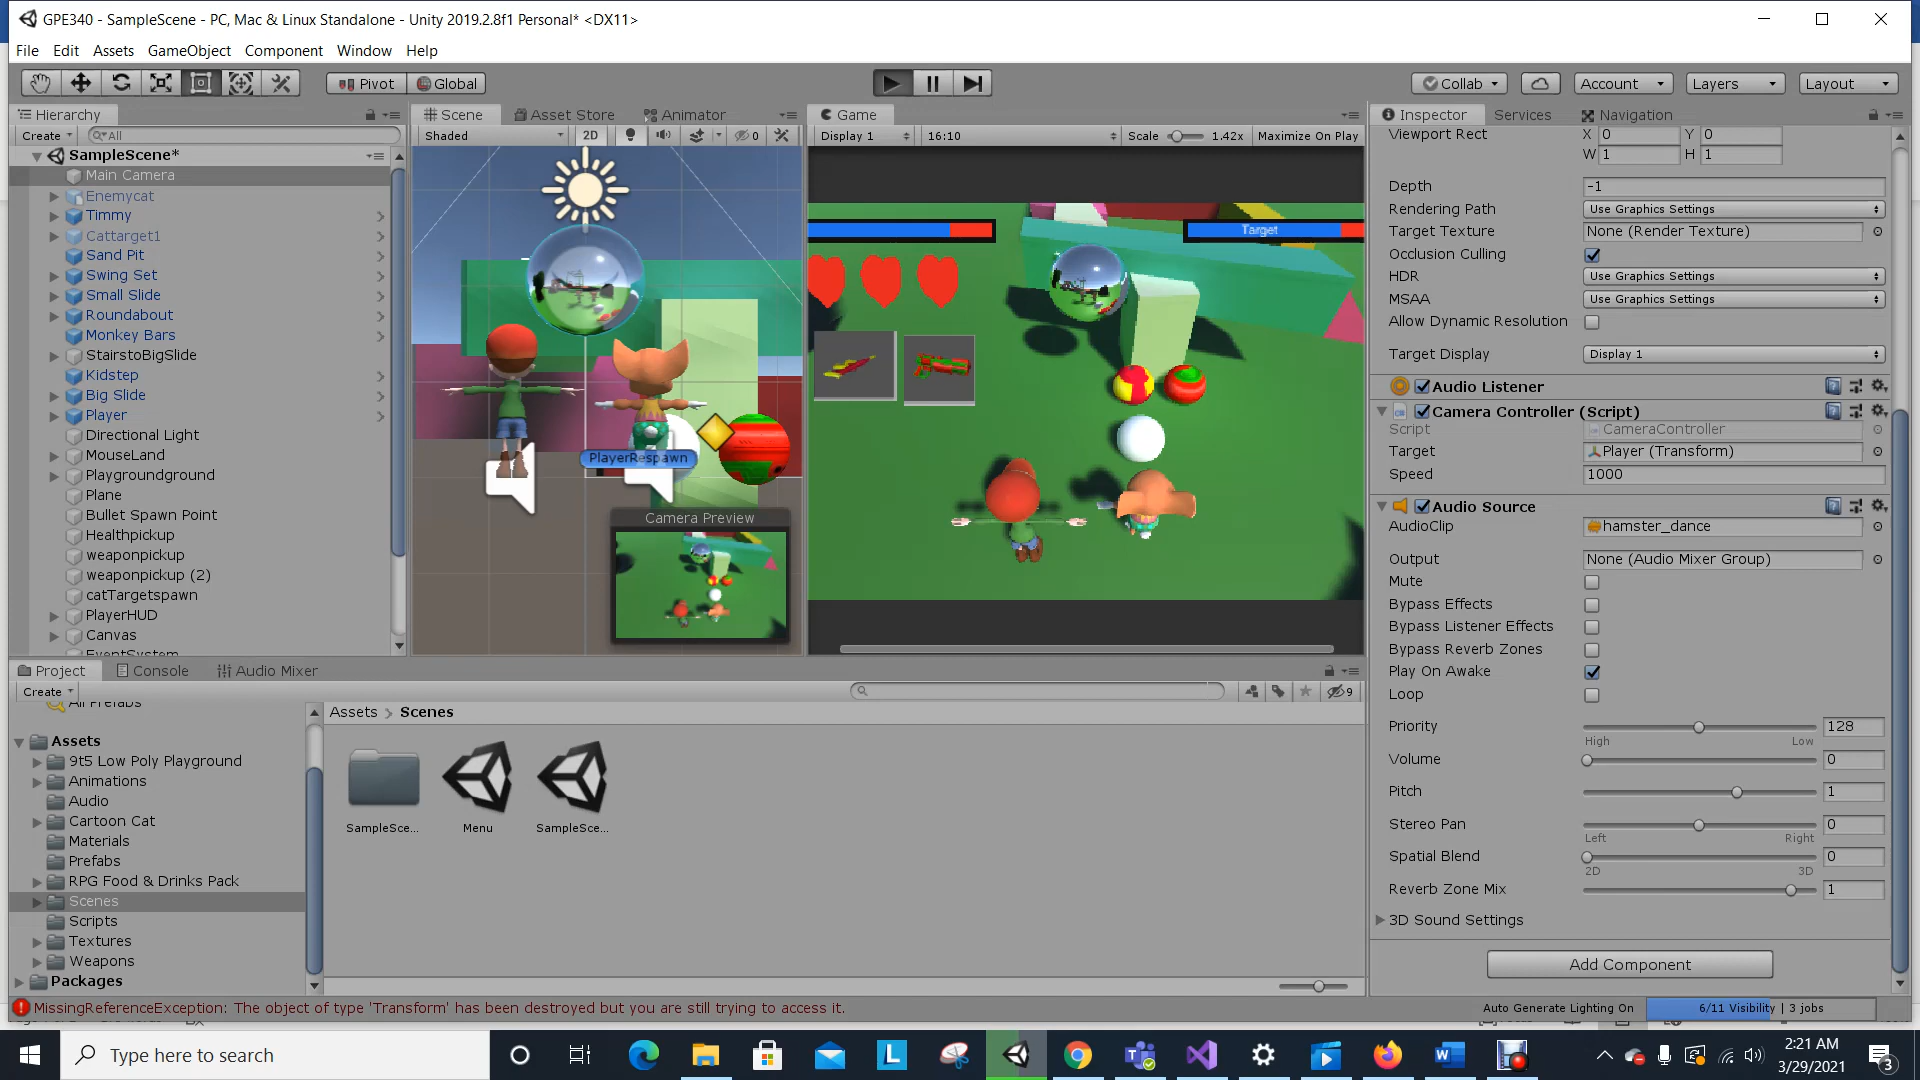 GPE340 - SampleScene - PC, Mac & Linux Standalone - Unity 2019.2.8f1 Personal* <DX11>
File Edit Assets GameObject Component Window Help
Pivot Global Collab Account Layers Layout
Hierarchy
Create All
SampleScene*
Main Camera
Enemycat
Timmy
Cattarget1
Sand Pit
Swing Set
Small Slide
Roundabout
Monkey Bars
StairstoBigSlide
Kidstep
Big Slide
Player
Directional Light
MouseLand
Playgroundground
Plane
Bullet Spawn Point
Healthpickup
weaponpickup
weaponpickup (2)
catTargetspawn
PlayerHUD
Canvas
EventSystem
Scene Asset Store Animator
Shaded 2D 0
PlayerRespawn
Camera Preview
Game
Display 1 16:10 Scale 1.42x Maximize On Play
Target
Inspector Services Navigation
Viewport Rect X 0 Y 0
W 1 H 1
Depth -1
Rendering Path Use Graphics Settings
Target Texture None (Render Texture)
Occlusion Culling
HDR Use Graphics Settings
MSAA Use Graphics Settings
Allow Dynamic Resolution
Target Display Display 1
Audio Listener
Camera Controller (Script)
Script CameraController
Target Player (Transform)
Speed 1000
Audio Source
AudioClip hamster_dance
Output None (Audio Mixer Group)
Mute
Bypass Effects
Bypass Listener Effects
Bypass Reverb Zones
Play On Awake
Loop
Priority 128
High Low
Volume 0
Pitch 1
Stereo Pan 0
Left Right
Spatial Blend 0
2D 3D
Reverb Zone Mix 1
3D Sound Settings
Add Component
Project Console Audio Mixer
Create 9
All Prefabs
Assets
9t5 Low Poly Playground
Animations
Audio
Cartoon Cat
Materials
Prefabs
RPG Food & Drinks Pack
Scenes
Scripts
Textures
Weapons
Packages
Assets > Scenes
SampleSce... Menu SampleSce...
MissingReferenceException: The object of type 'Transform' has been destroyed but you are still trying to access it.
Auto Generate Lighting On 6/11 Visibility | 3 jobs
Type here to search
2:21 AM
3/29/2021
3